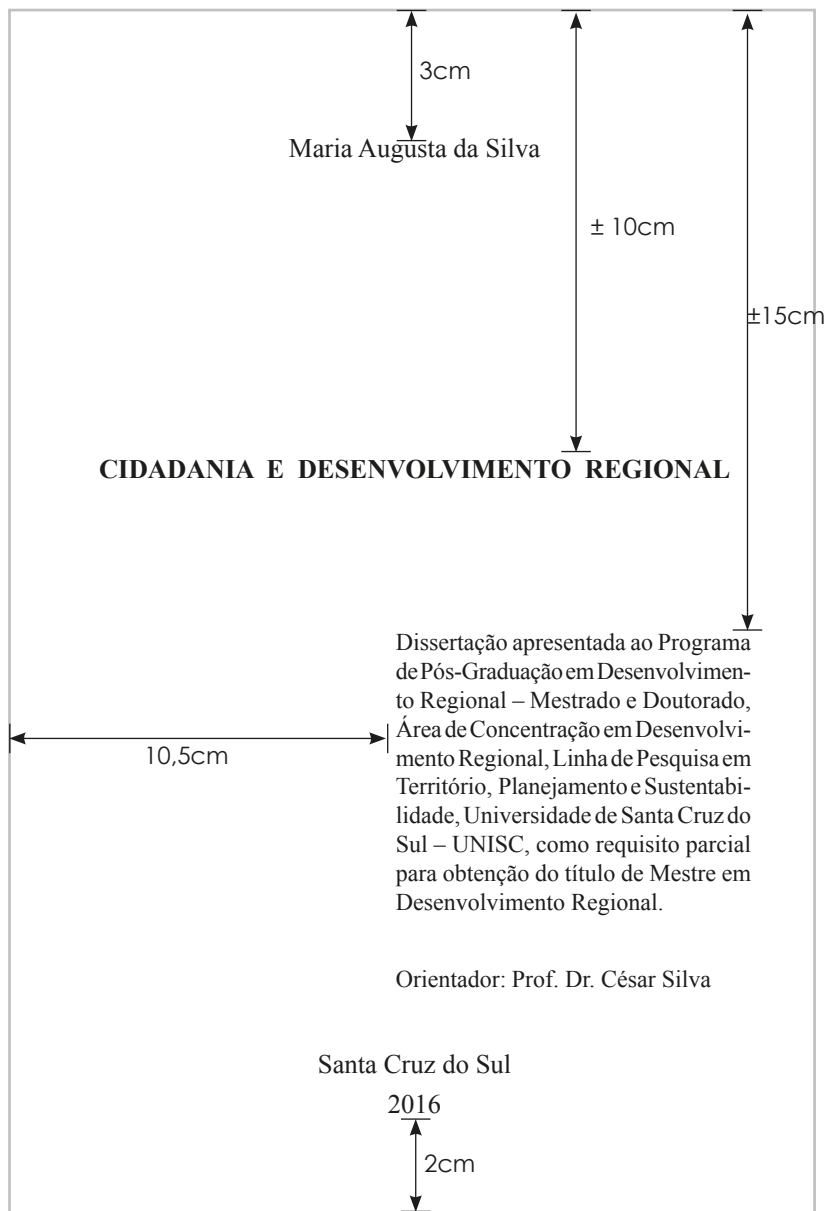 3cm
Maria Augusta da Silva
± 10cm
±15cm
CIDADANIA E DESENVOLVIMENTO REGIONAL
Dissertação apresentada ao Programa
de Pós-Graduação em Desenvolvimen-
to Regional – Mestrado e Doutorado,
Área de Concentração em Desenvolvi-
mento Regional, Linha de Pesquisa em
Território, Planejamento e Sustentabi-
lidade, Universidade de Santa Cruz do
Sul – UNISC, como requisito parcial
para obtenção do título de Mestre em
Desenvolvimento Regional.
10,5cm
Orientador: Prof. Dr. César Silva
Santa Cruz do Sul
2016
2cm